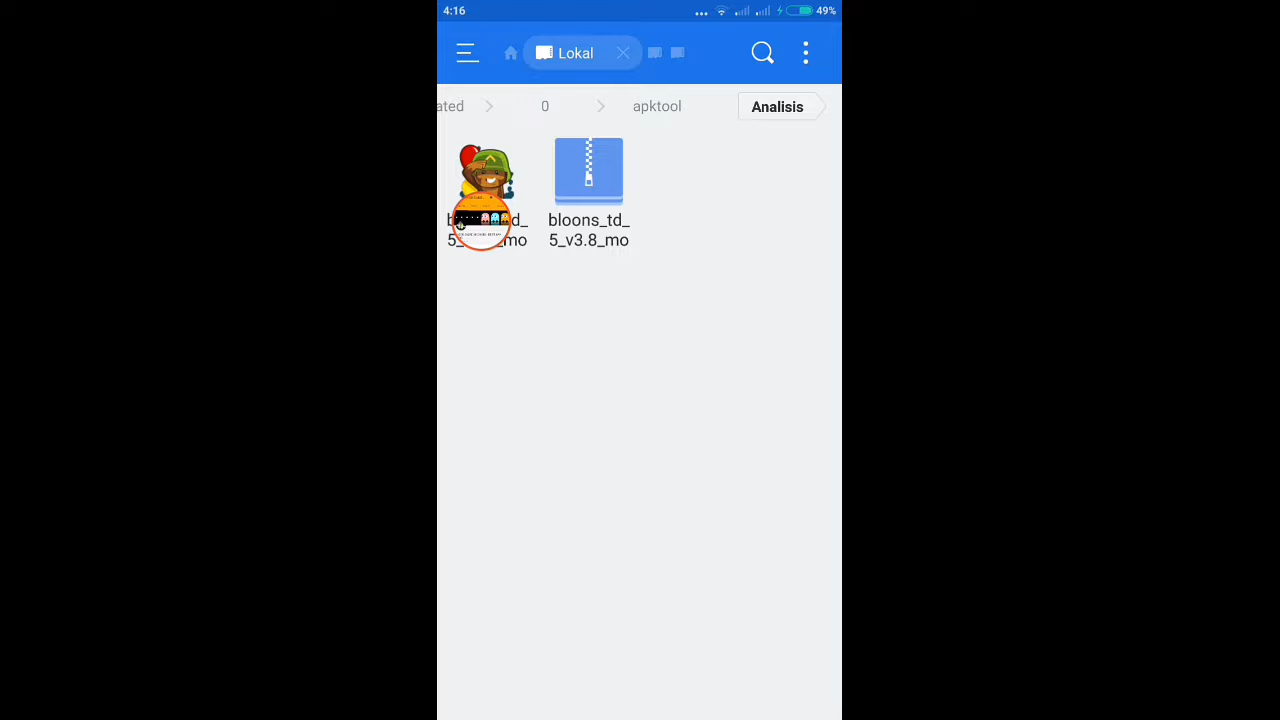 4:16
49%
Lokal
ated
0
apktool
Analisis
bloons_td_
5_v3.8_mo